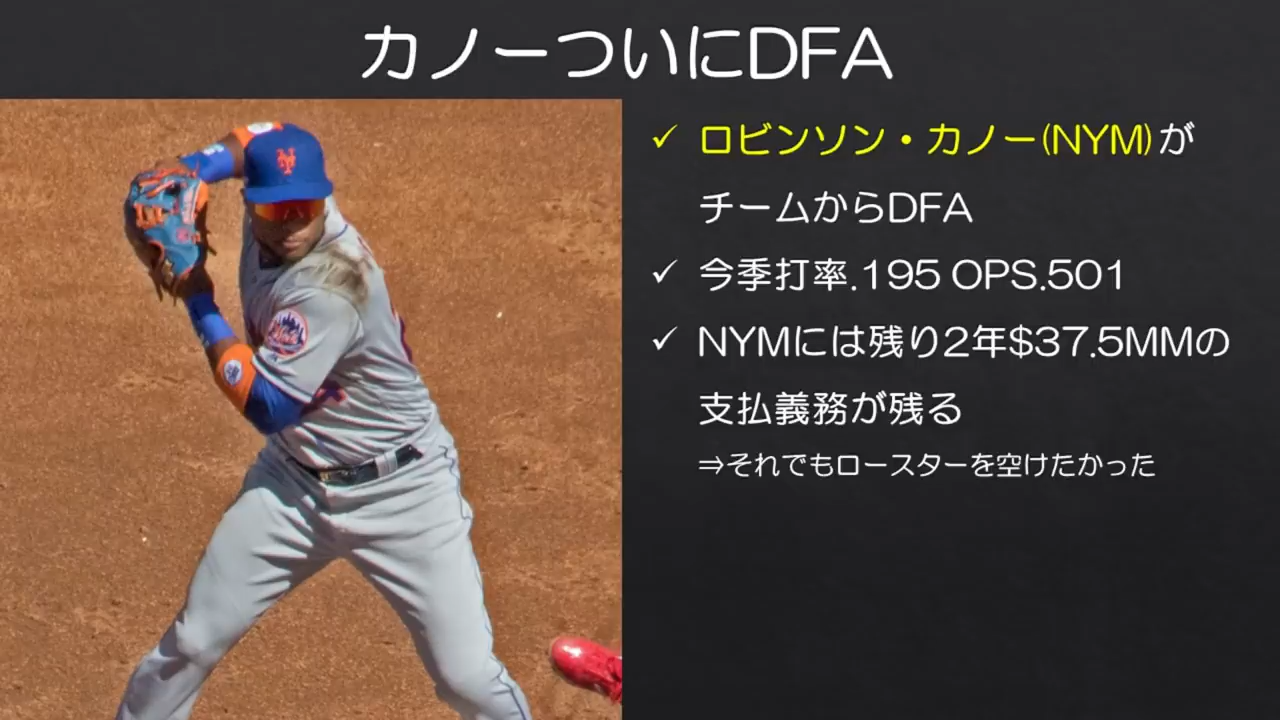 カノーついにDFA
✓ ロビンソン・カノー(NYM)が
チームからDFA
✓ 今季打率.195 OPS.501
✓ NYMには残り2年$37.5MMの
支払義務が残る
⇒それでもロースターを空けたかった
NY
Mets